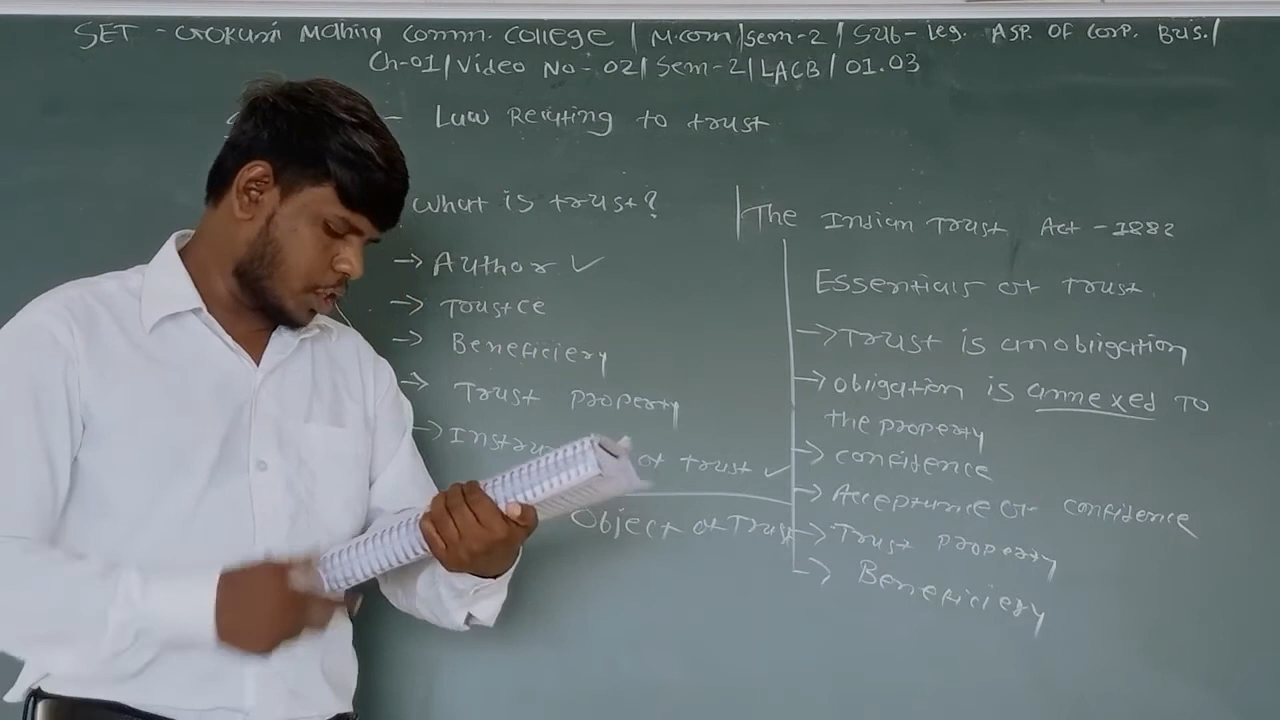 SET - Gokuni Mahila Comm. College | M.com | sem-2 | Sub- Leg. Asp. Of Corp. Bus. |
Ch-01 | Video No:- 02 | Sem-2 | LACB | 01.03
- Law Relating to trust
What is trust?
→ Author ✓
→ Trustee
→ Beneficiery
→ Trust property
→ of trust ✓
Object of Trust
The Indian Trust Act - 1882
Essentials of trust
→ Trust is an obligation
→ obligation is annexed to
the property
→ confidence
→ Acceptance of confidence
→ Trust property
→ Beneficiery